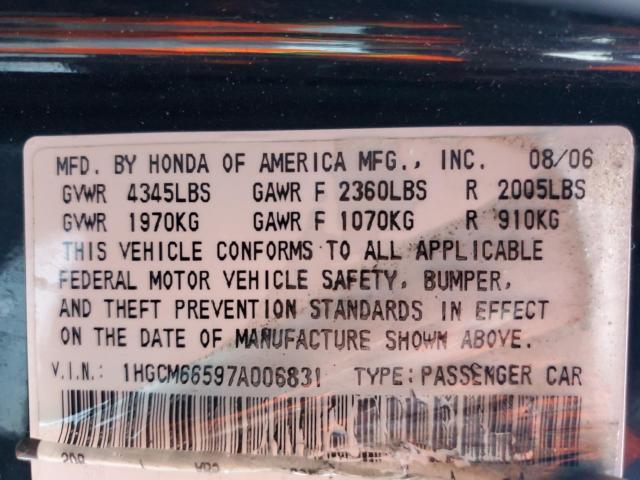 MFD. BY HONDA OF AMERICA MFG., INC. 08/06
GVWR 4345LBS GAWR F 2360LBS R 2005LBS
GVWR 1970KG GAWR F 1070KG R 910KG
THIS VEHICLE CONFORMS TO ALL APPLICABLE
FEDERAL MOTOR VEHICLE SAFETY, BUMPER,
AND THEFT PREVENTION STANDARDS IN EFFECT
ON THE DATE OF MANUFACTURE SHOWN ABOVE.
V.I.N.: 1HGCM66597A006831 TYPE: PASSENGER CAR